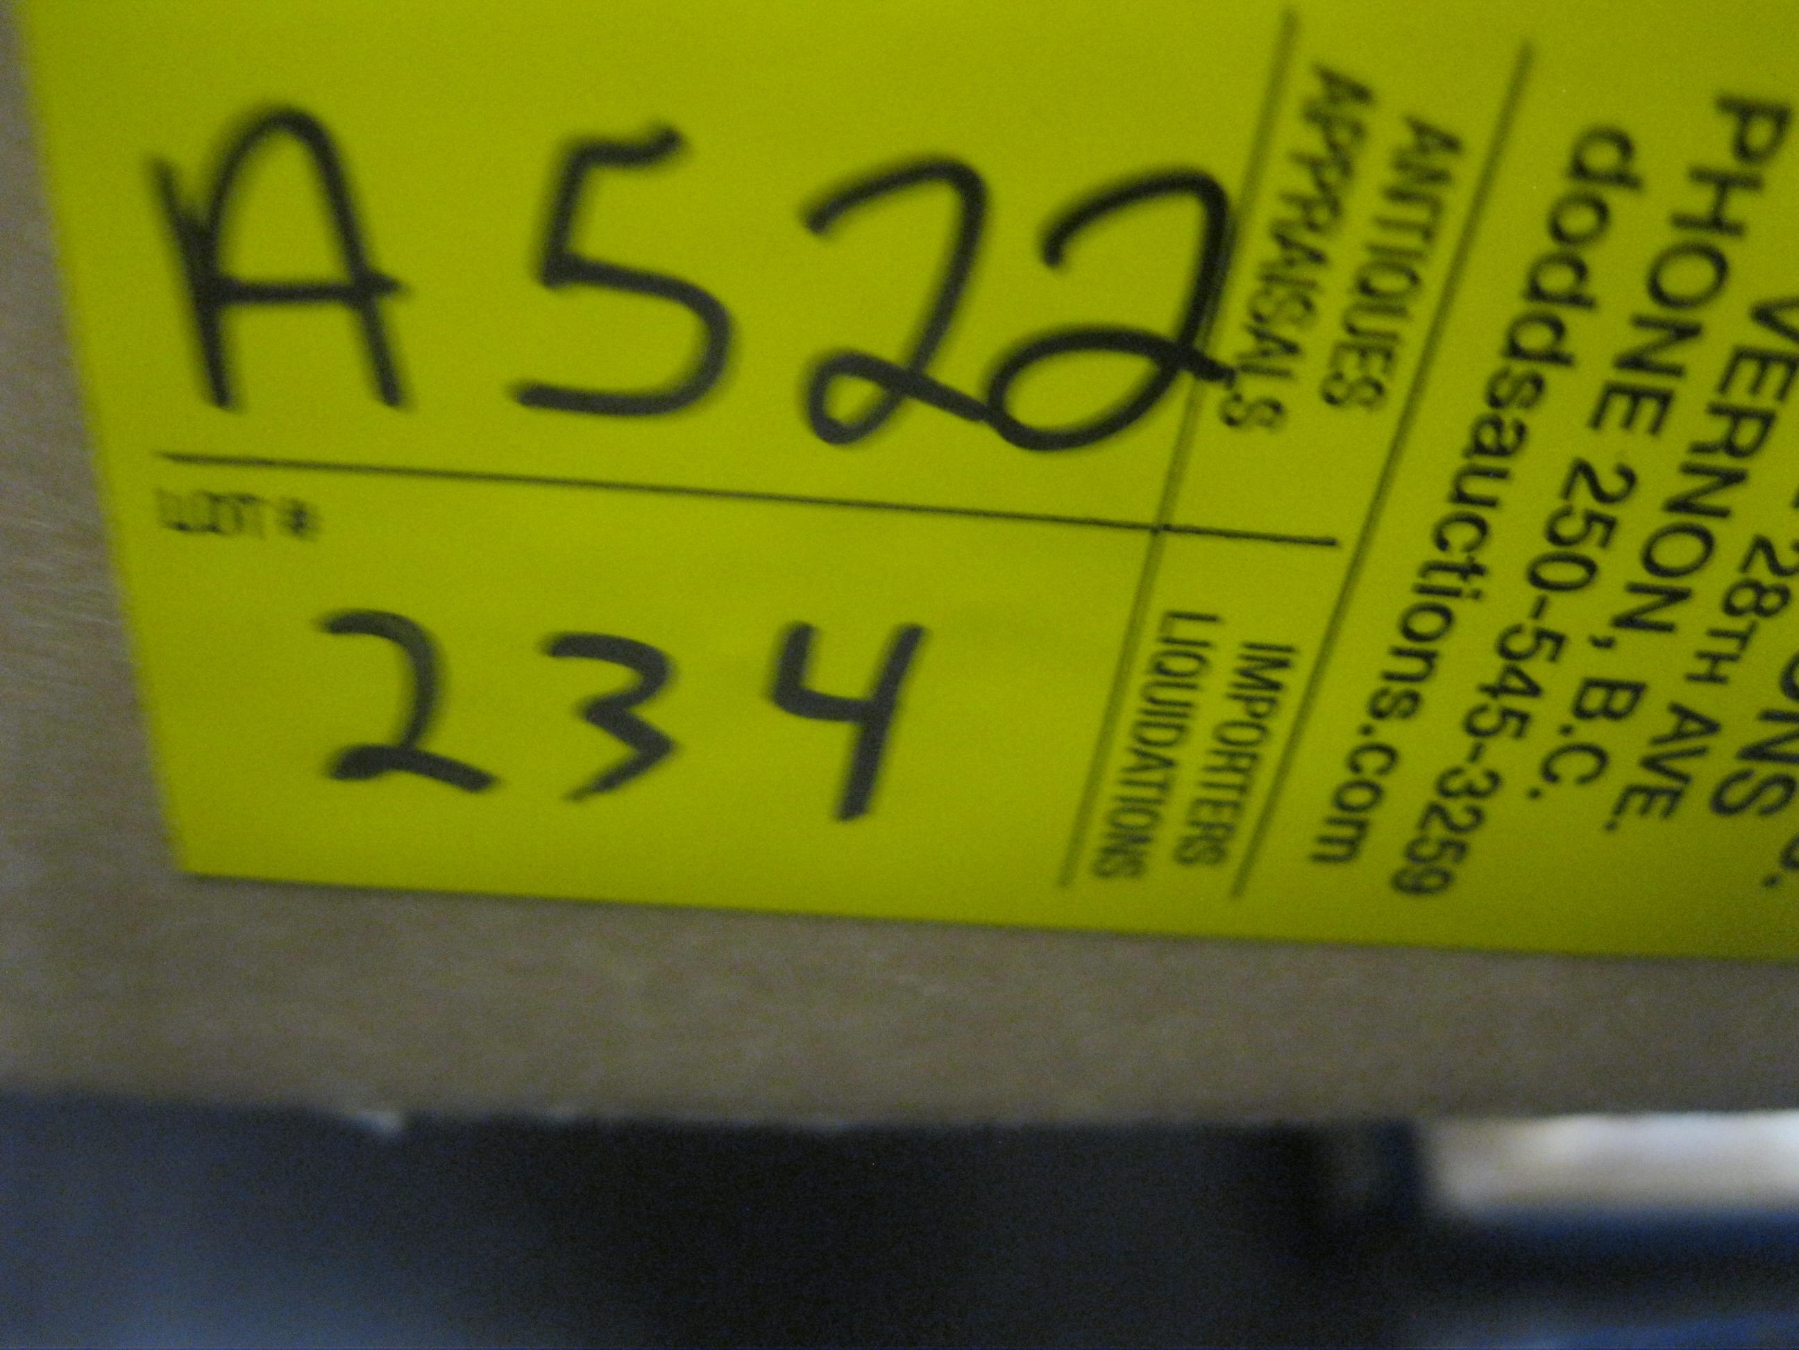 A522
LOT #
234
ANTIQUES
APPRAISALS
IMPORTERS
LIQUIDATIONS
28TH AVE.
VERNON, B.C.
PHONE 250-545-3259
doddsauctions.com